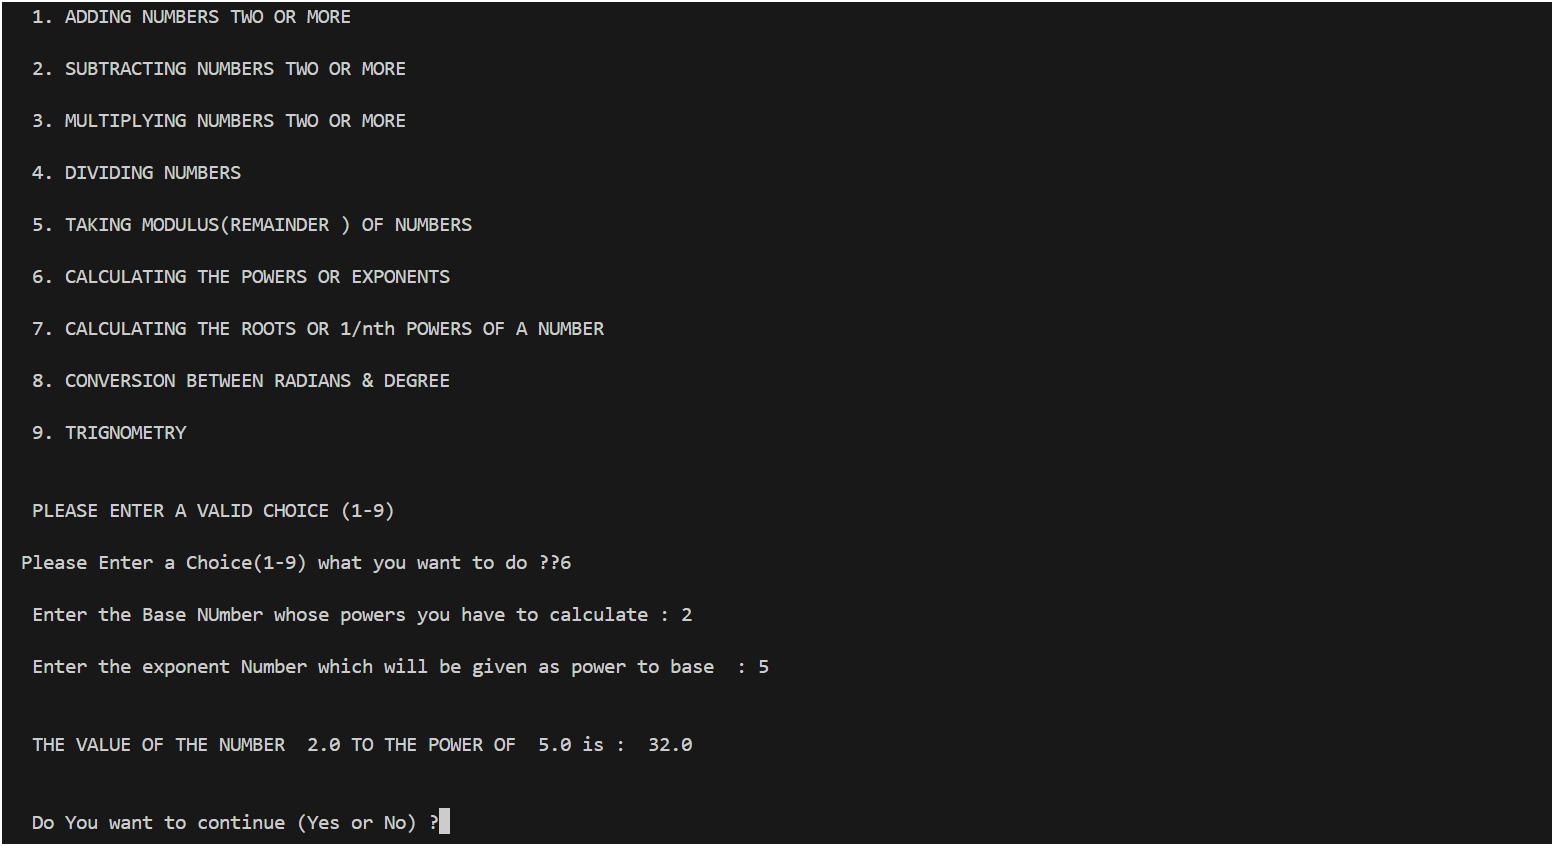 1. ADDING NUMBERS TWO OR MORE
2. SUBTRACTING NUMBERS TWO OR MORE
3. MULTIPLYING NUMBERS TWO OR MORE
4. DIVIDING NUMBERS
5. TAKING MODULUS(REMAINDER ) OF NUMBERS
6. CALCULATING THE POWERS OR EXPONENTS
7. CALCULATING THE ROOTS OR 1/nth POWERS OF A NUMBER
8. CONVERSION BETWEEN RADIANS & DEGREE
9. TRIGNOMETRY
PLEASE ENTER A VALID CHOICE (1-9)
Please Enter a Choice(1-9) what you want to do ??6
Enter the Base NUmber whose powers you have to calculate : 2
Enter the exponent Number which will be given as power to base  : 5
THE VALUE OF THE NUMBER  2.0 TO THE POWER OF  5.0 is :  32.0
Do You want to continue (Yes or No) ?